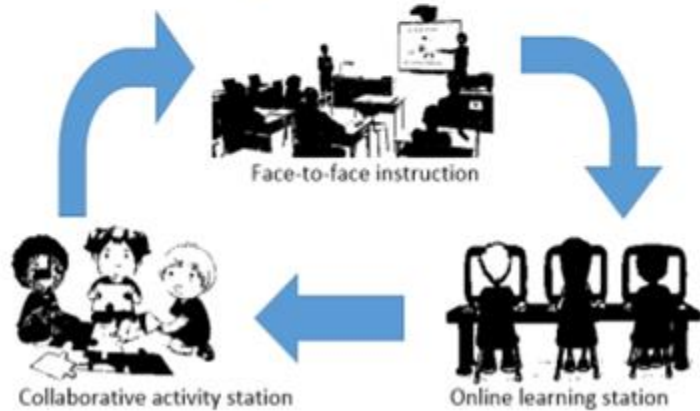 Face-to-face instruction
Collaborative activity station
Online learning station